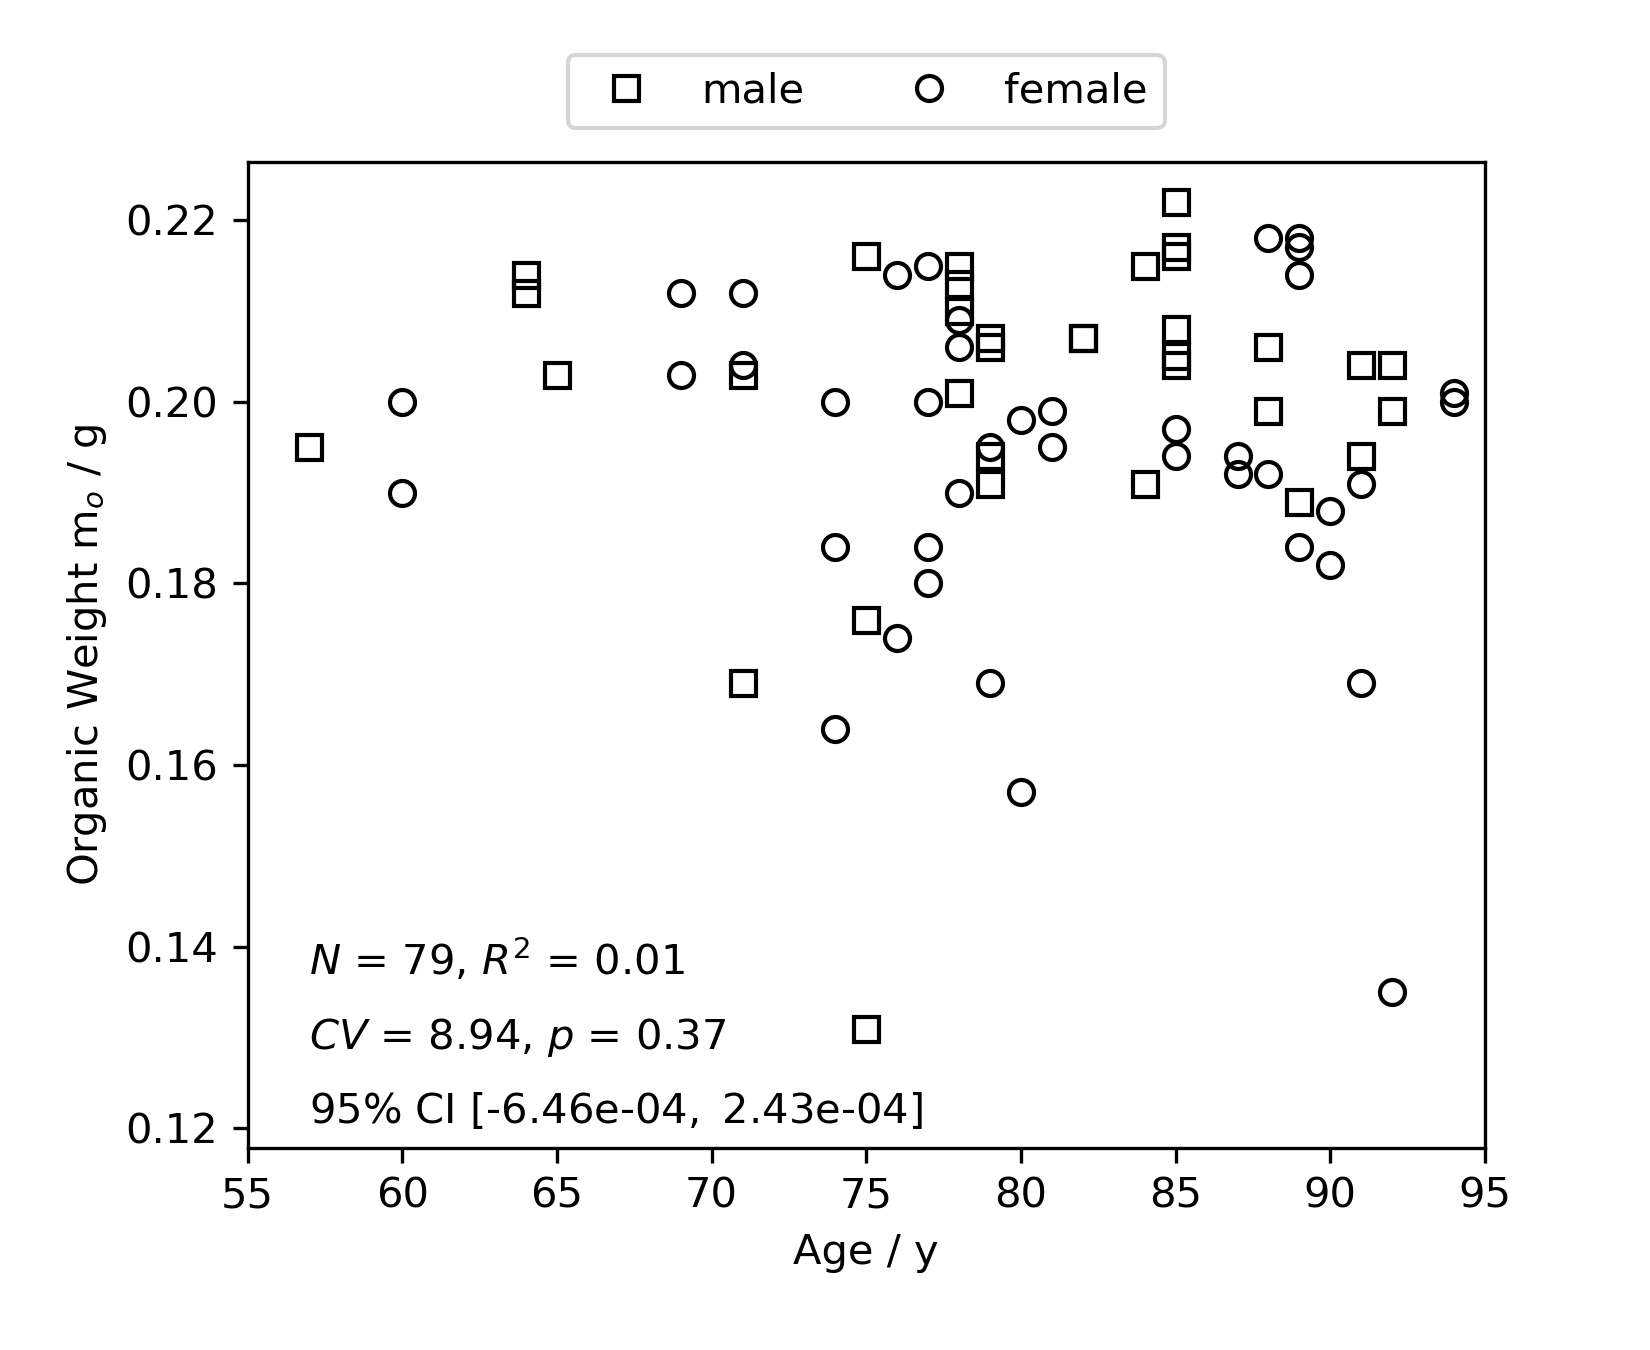 male female
0.22
0.20
0.18
0.16
0.14
0.12
Organic Weight mₒ / g
N = 79, R² = 0.01
CV = 8.94, p = 0.37
95% CI [-6.46e-04, 2.43e-04]
55 60 65 70 75 80 85 90 95
Age / y